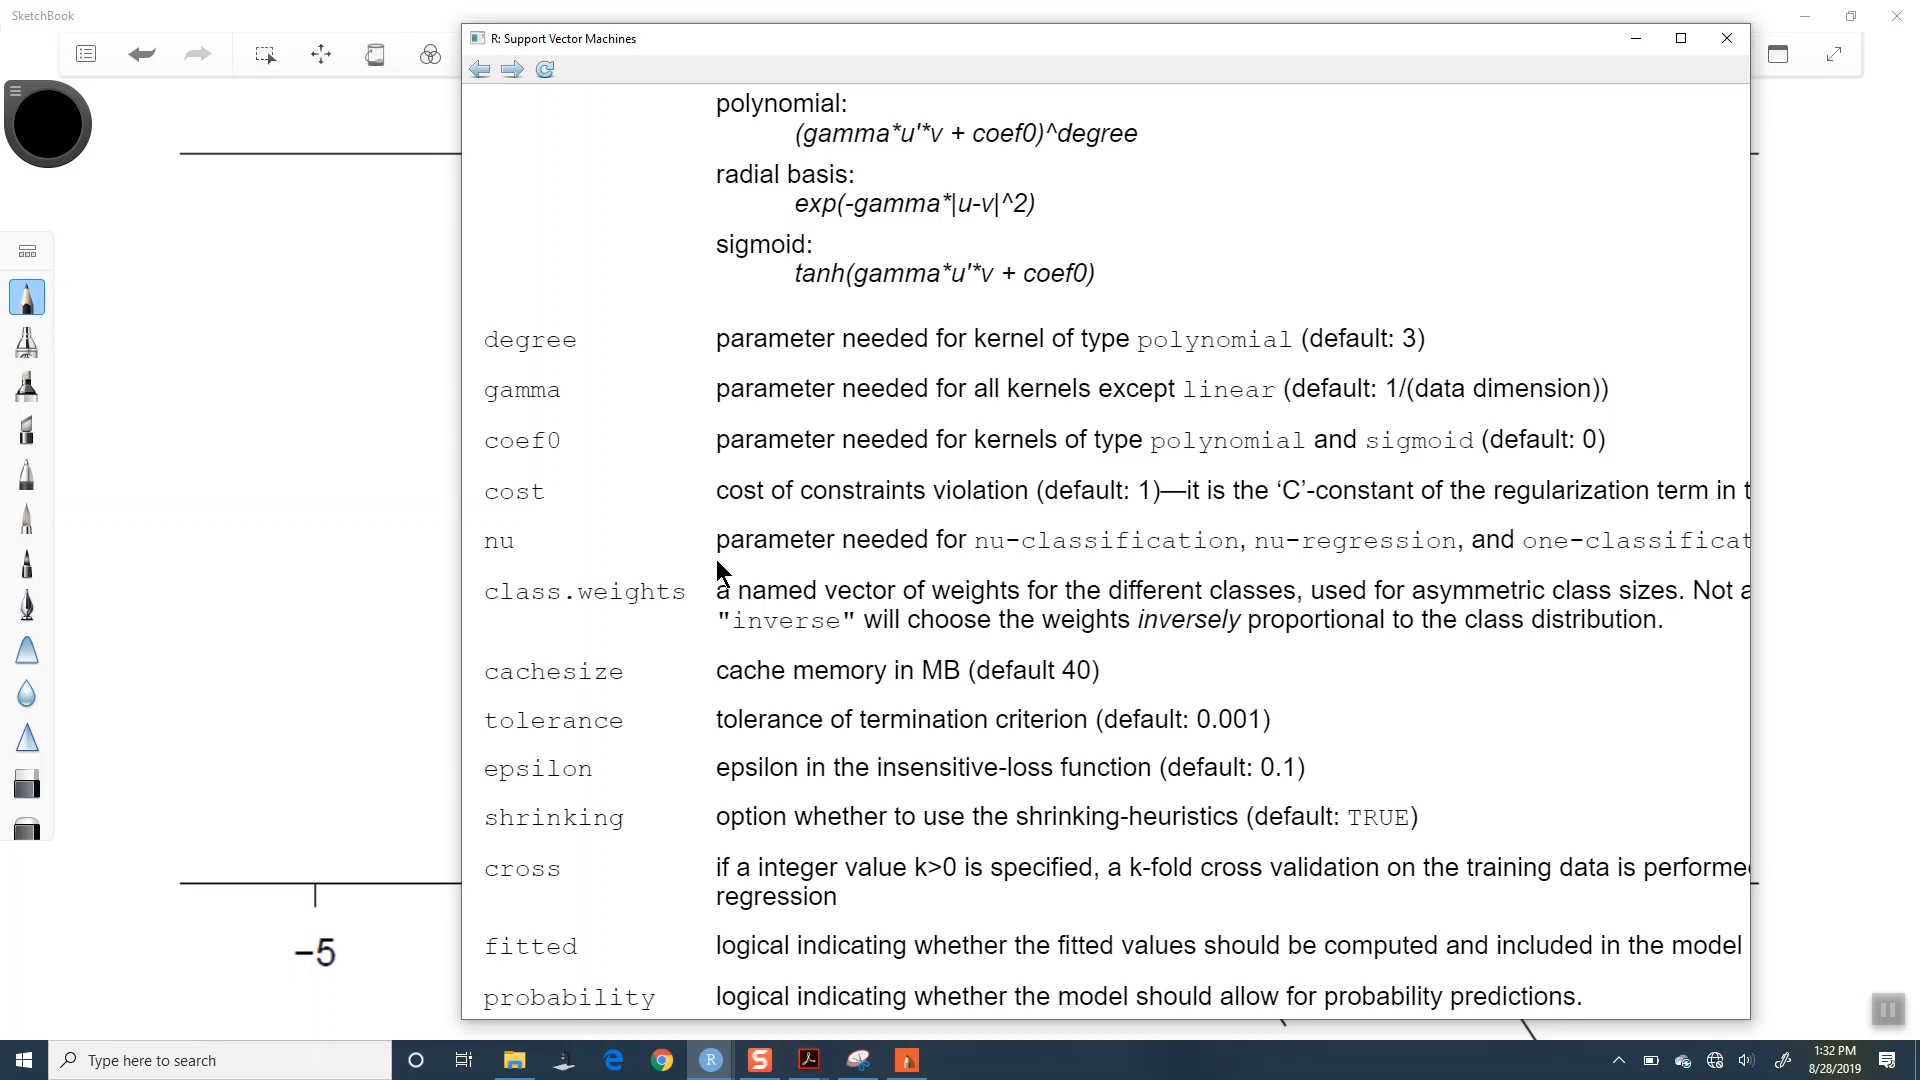 SketchBook
R: Support Vector Machines
polynomial:
(gamma*u'*v + coef0)^degree
radial basis:
exp(-gamma*|u-v|^2)
sigmoid:
tanh(gamma*u'*v + coef0)
degree parameter needed for kernel of type polynomial (default: 3)
gamma parameter needed for all kernels except linear (default: 1/(data dimension))
coef0 parameter needed for kernels of type polynomial and sigmoid (default: 0)
cost cost of constraints violation (default: 1)—it is the ‘C’-constant of the regularization term in
nu parameter needed for nu-classification, nu-regression, and one-classificat
class.weights a named vector of weights for the different classes, used for asymmetric class sizes. Not
"inverse" will choose the weights inversely proportional to the class distribution.
cachesize cache memory in MB (default 40)
tolerance tolerance of termination criterion (default: 0.001)
epsilon epsilon in the insensitive-loss function (default: 0.1)
shrinking option whether to use the shrinking-heuristics (default: TRUE)
cross if a integer value k>0 is specified, a k-fold cross validation on the training data is performe
regression
fitted logical indicating whether the fitted values should be computed and included in the model
probability logical indicating whether the model should allow for probability predictions.
−5
Type here to search
1:32 PM
8/28/2019